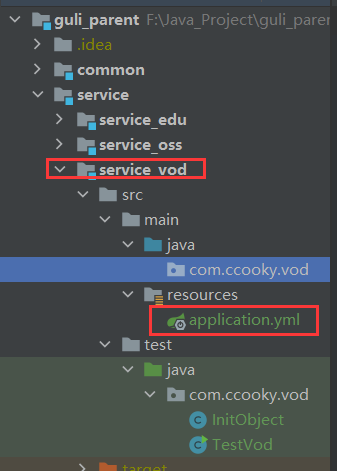 guli_parent F:\Java_Project\guli_paren
.idea
common
service
service_edu
service_oss
service_vod
src
main
java
com.ccooky.vod
resources
application.yml
test
java
com.ccooky.vod
InitObject
TestVod
target